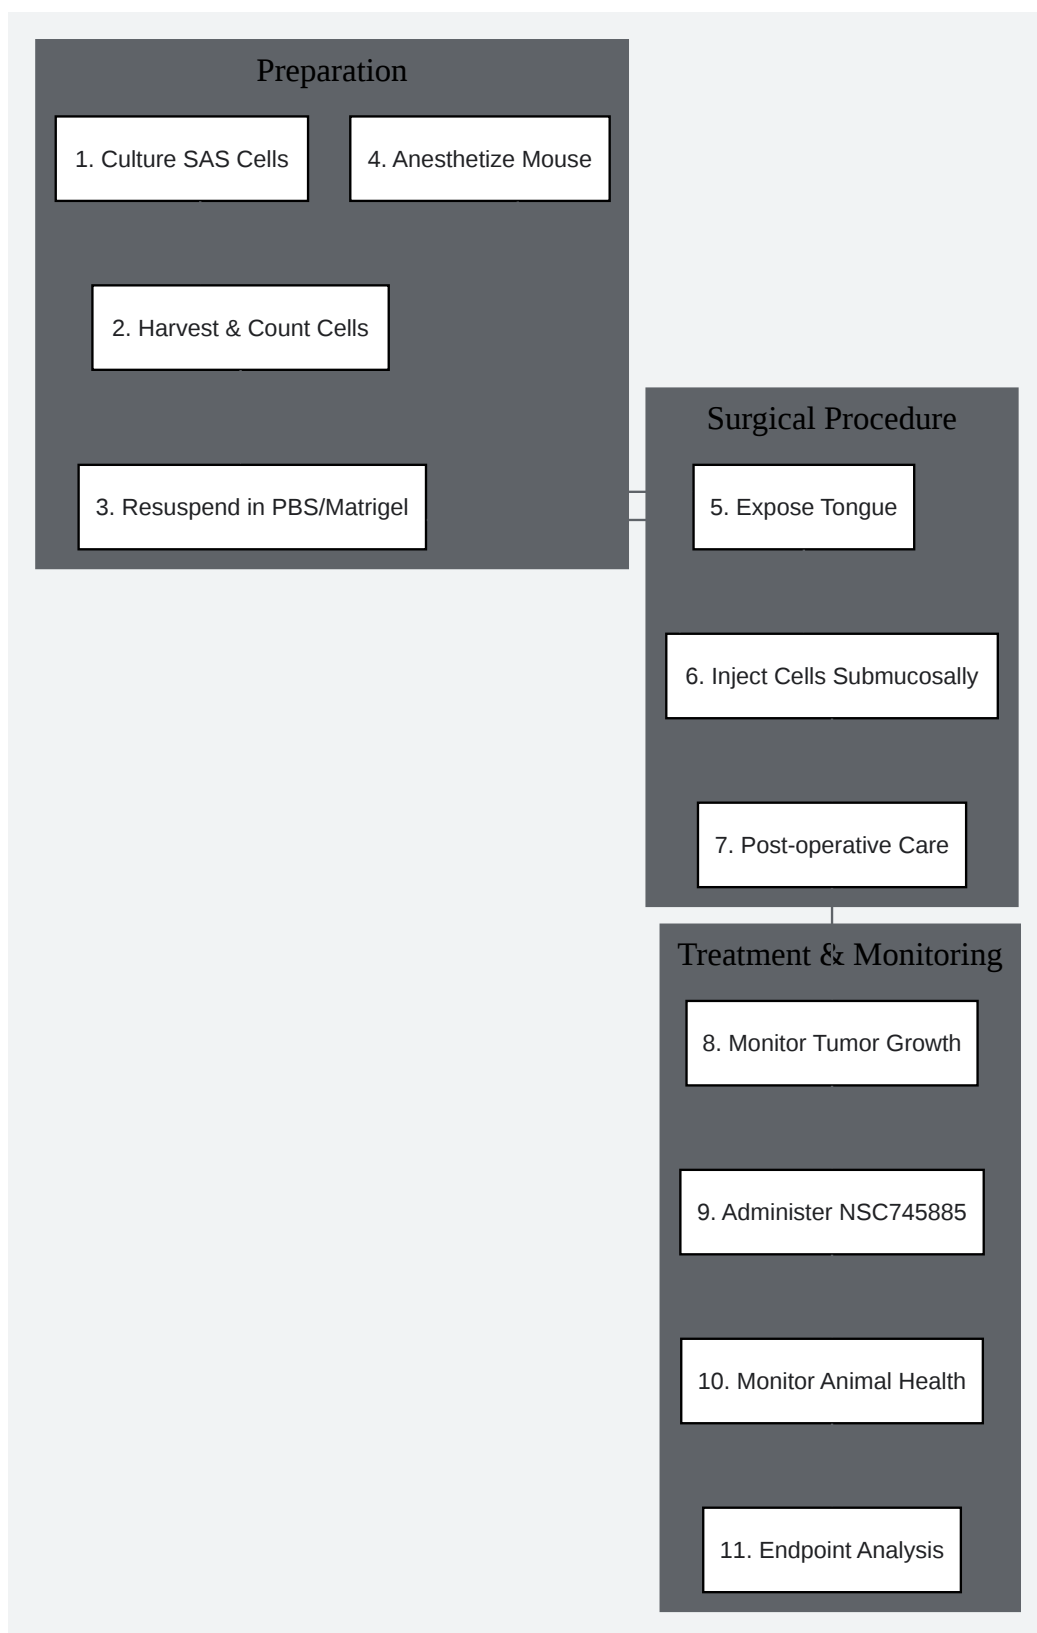 Preparation
1. Culture SAS Cells
4. Anesthetize Mouse
2. Harvest & Count Cells
3. Resuspend in PBS/Matrigel
Surgical Procedure
5. Expose Tongue
6. Inject Cells Submucosally
7. Post-operative Care
Treatment & Monitoring
8. Monitor Tumor Growth
9. Administer NSC745885
10. Monitor Animal Health
11. Endpoint Analysis